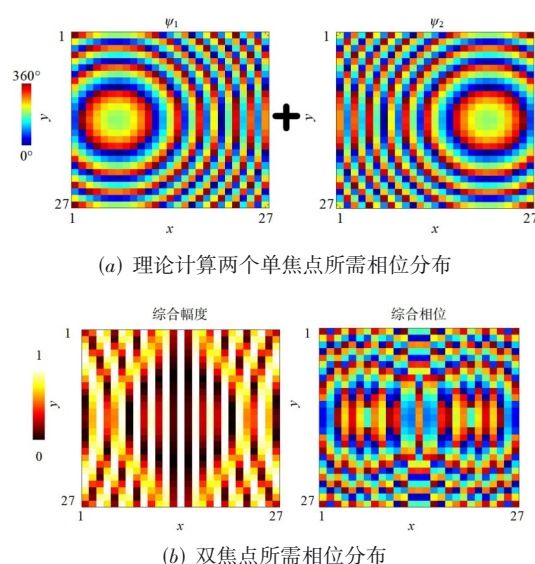 ψ₁ ψ₂
1 1
360°
y y
0°
27 27
1 27 1 27
x x
(a) 理论计算两个单焦点所需相位分布
综合幅度 综合相位
1 1
1
y y
0
27 27
1 27 1 27
x x
(b) 双焦点所需相位分布